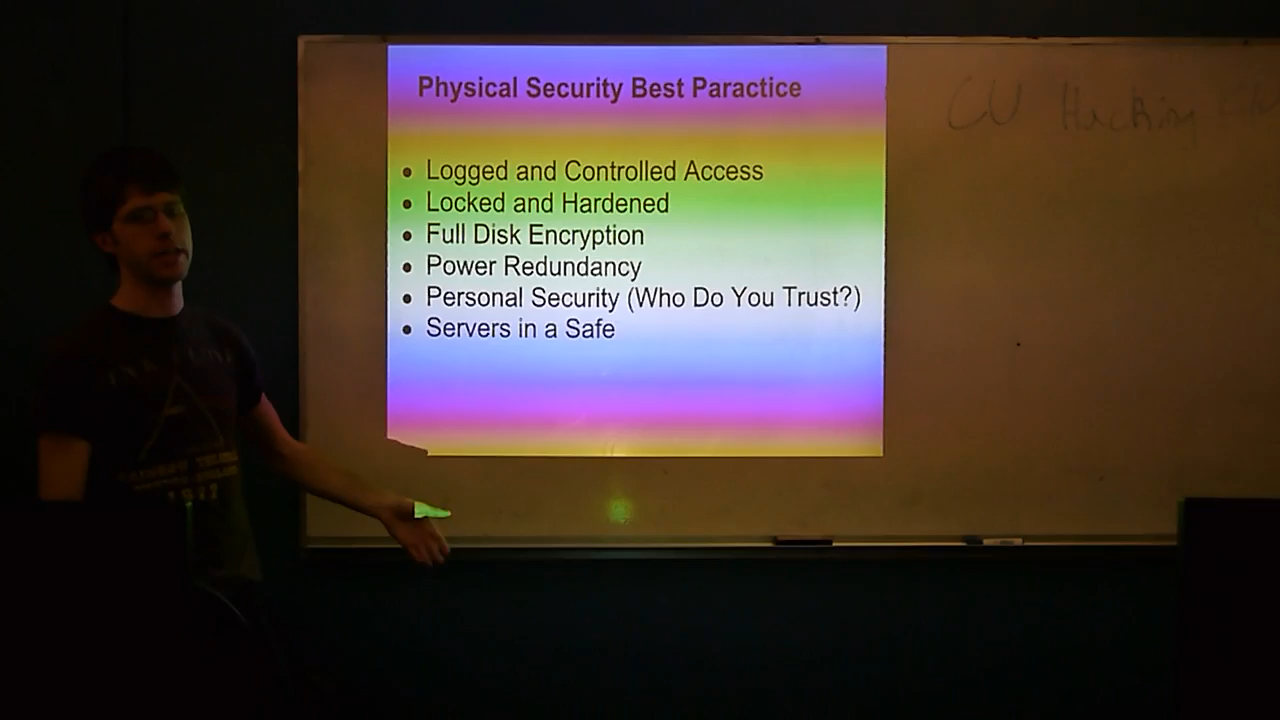 Physical Security Best Paractice
CU Hacking
• Logged and Controlled Access
• Locked and Hardened
• Full Disk Encryption
• Power Redundancy
• Personal Security (Who Do You Trust?)
• Servers in a Safe